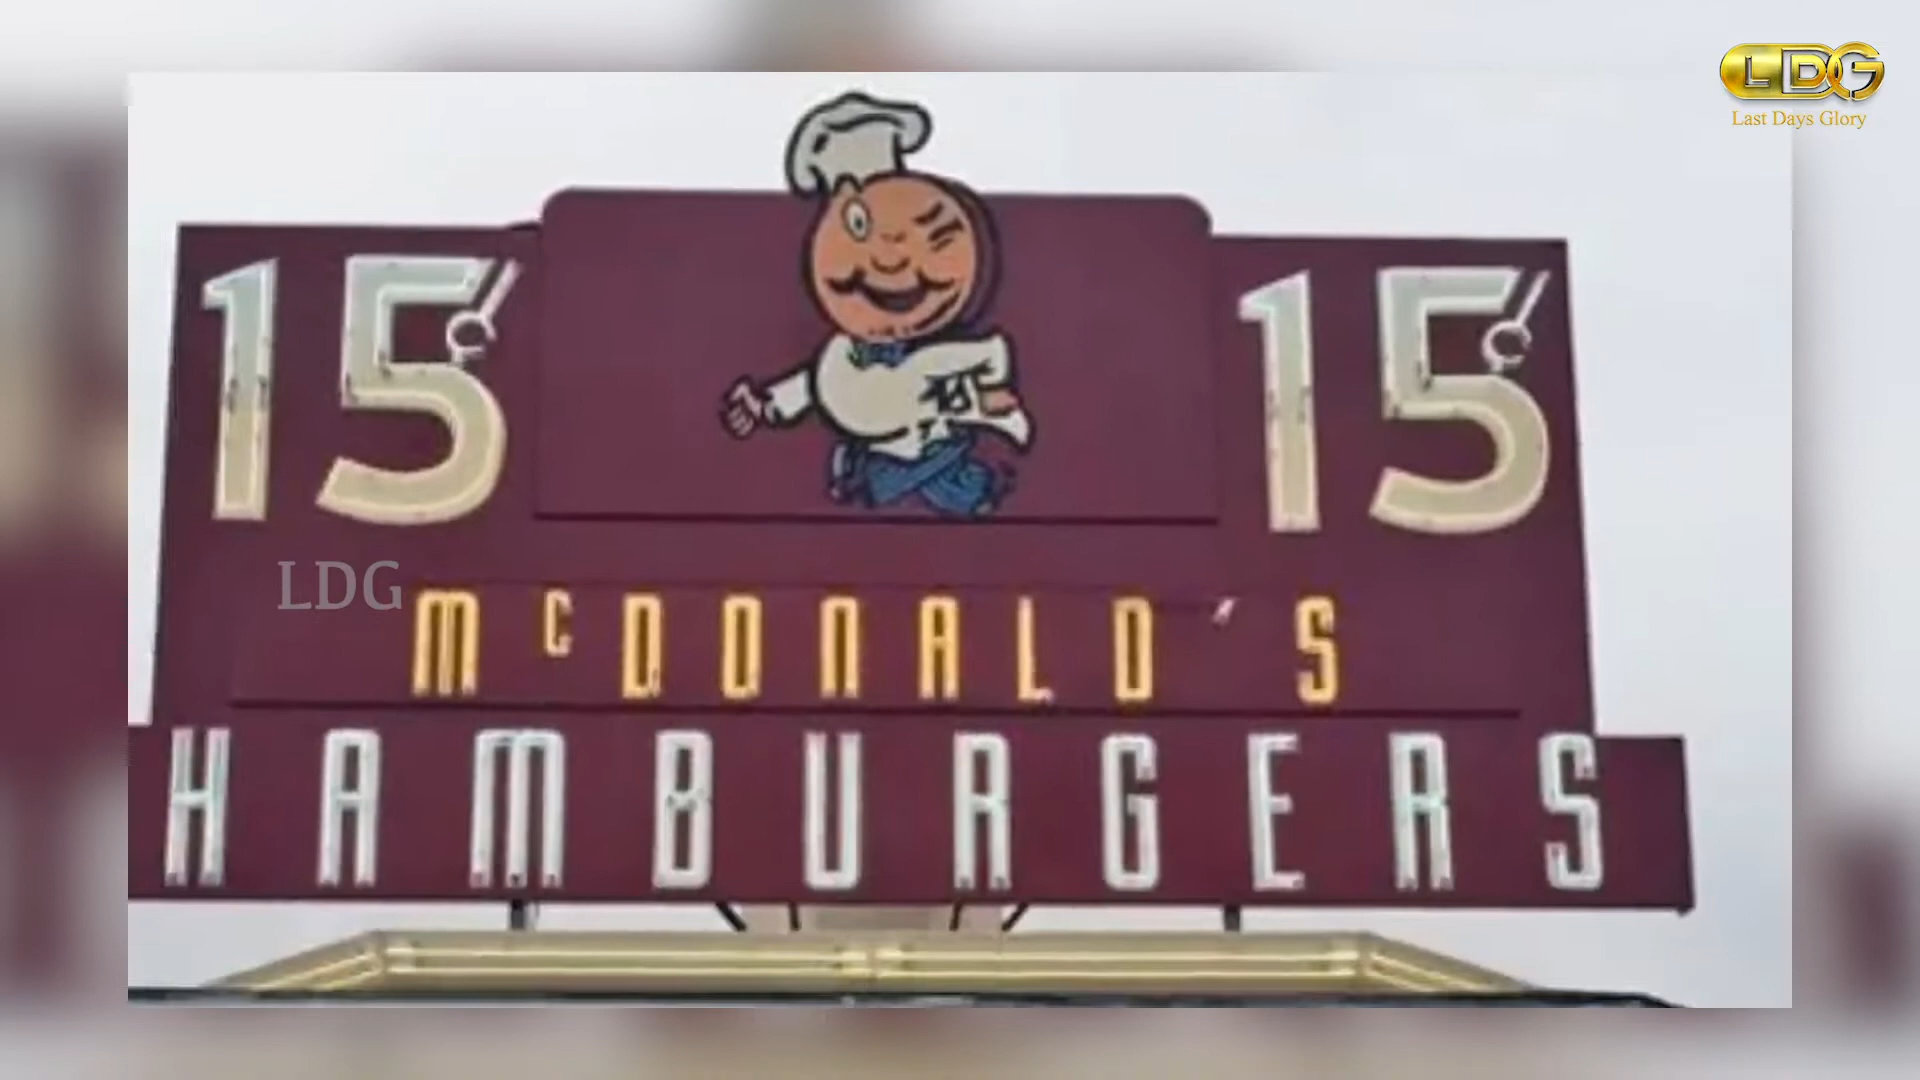 LDG
Last Days Glory
15¢ 15¢
LDG
McDONALD'S
HAMBURGERS